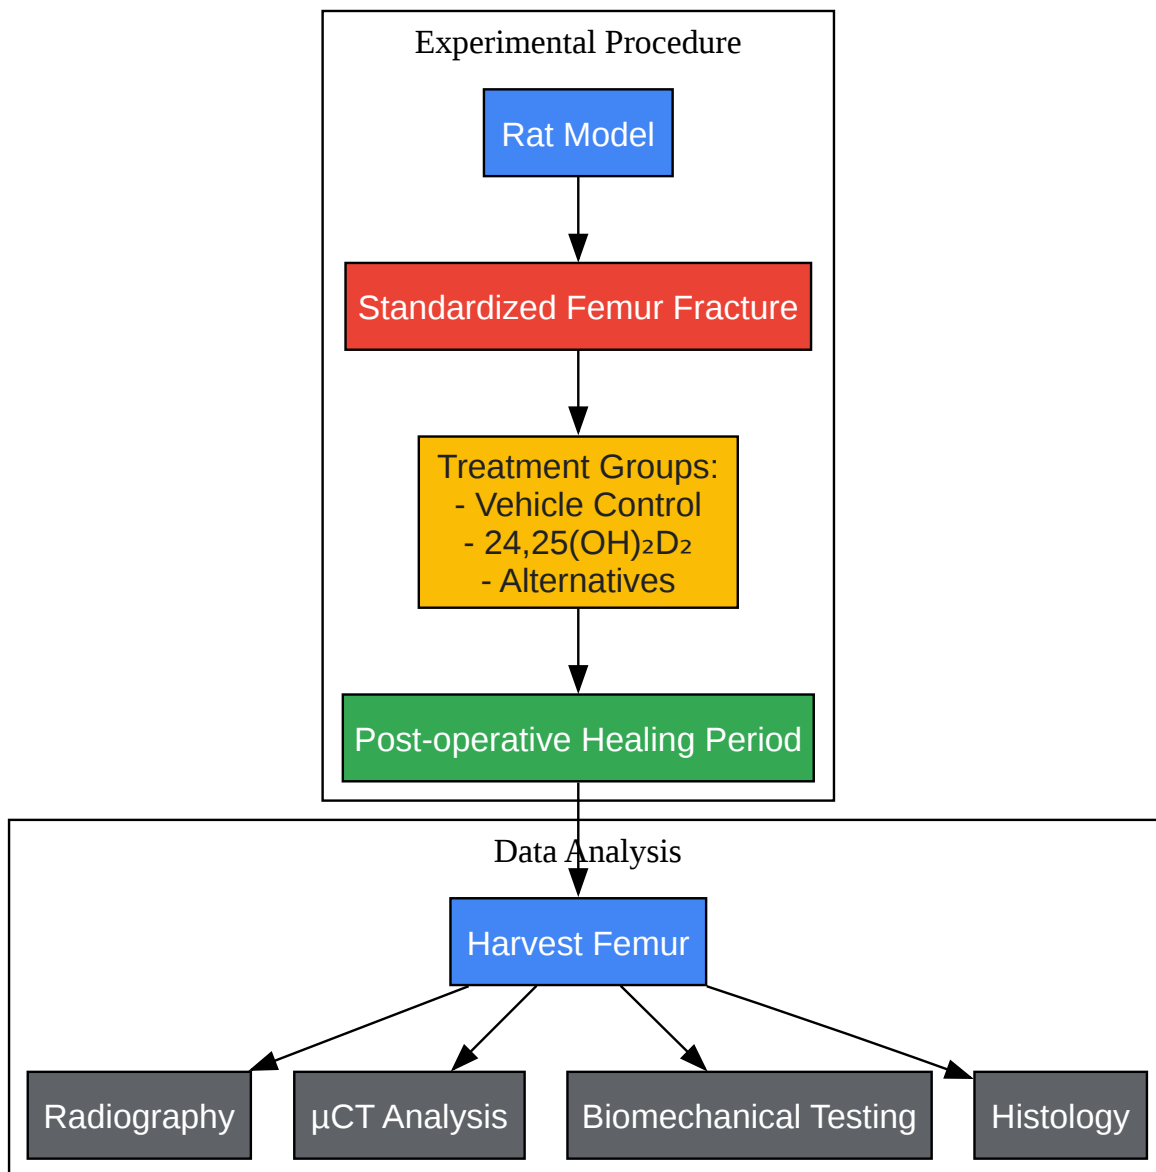 Experimental Procedure
Rat Model
Standardized Femur Fracture
Treatment Groups:
- Vehicle Control
- 24,25(OH)₂D₂
- Alternatives
Post-operative Healing Period
Data Analysis
Harvest Femur
Radiography
µCT Analysis
Biomechanical Testing
Histology